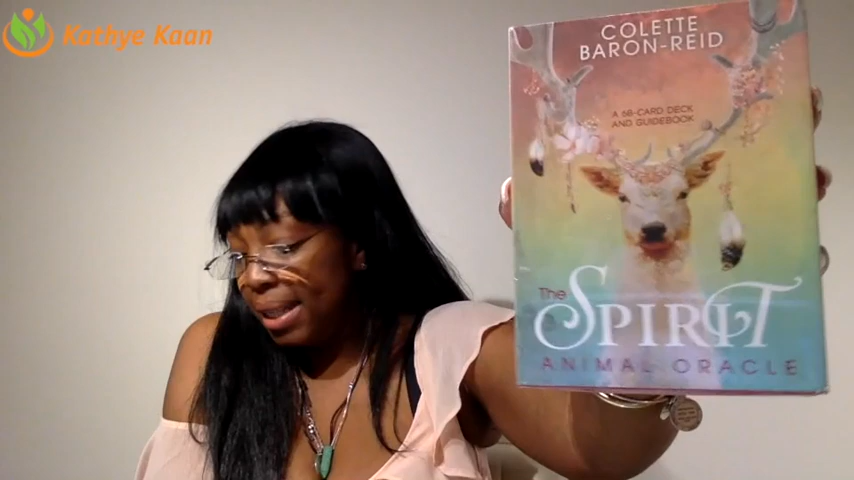 Kathye Kaan
COLETTE
BARON-REID
A 68-CARD DECK
AND GUIDEBOOK
The
SPIRIT
ANIMAL ORACLE